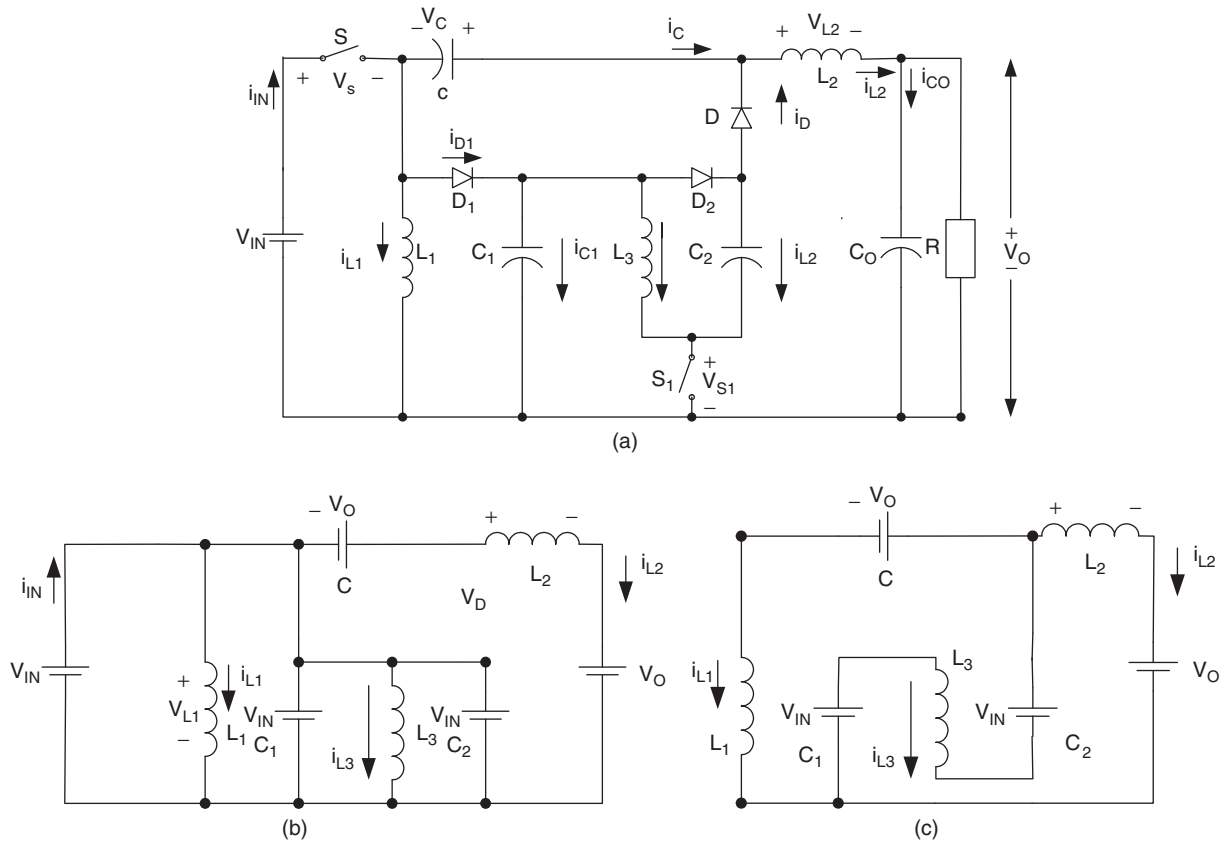 − V_C +
S
i_C
+ V_L2 −
+ V_s −
c
L_2
i_L2
i_CO
i_IN
D
i_D
i_D1
D_1
D_2
V_IN
i_L1
L_1
C_1
i_C1
L_3
C_2
i_L2
C_O
R
+
V_O
−
S_1
+
V_S1
−
(a)
− V_O
+ −
C
L_2
i_L2
i_IN
V_D
V_IN
+
V_L1
−
i_L1
L_1
V_IN
C_1
i_L3
L_3
V_IN
C_2
V_O
(b)
− V_O
+ −
C
L_2
i_L2
i_L1
L_1
V_IN
C_1
L_3
i_L3
V_IN
C_2
V_O
(c)